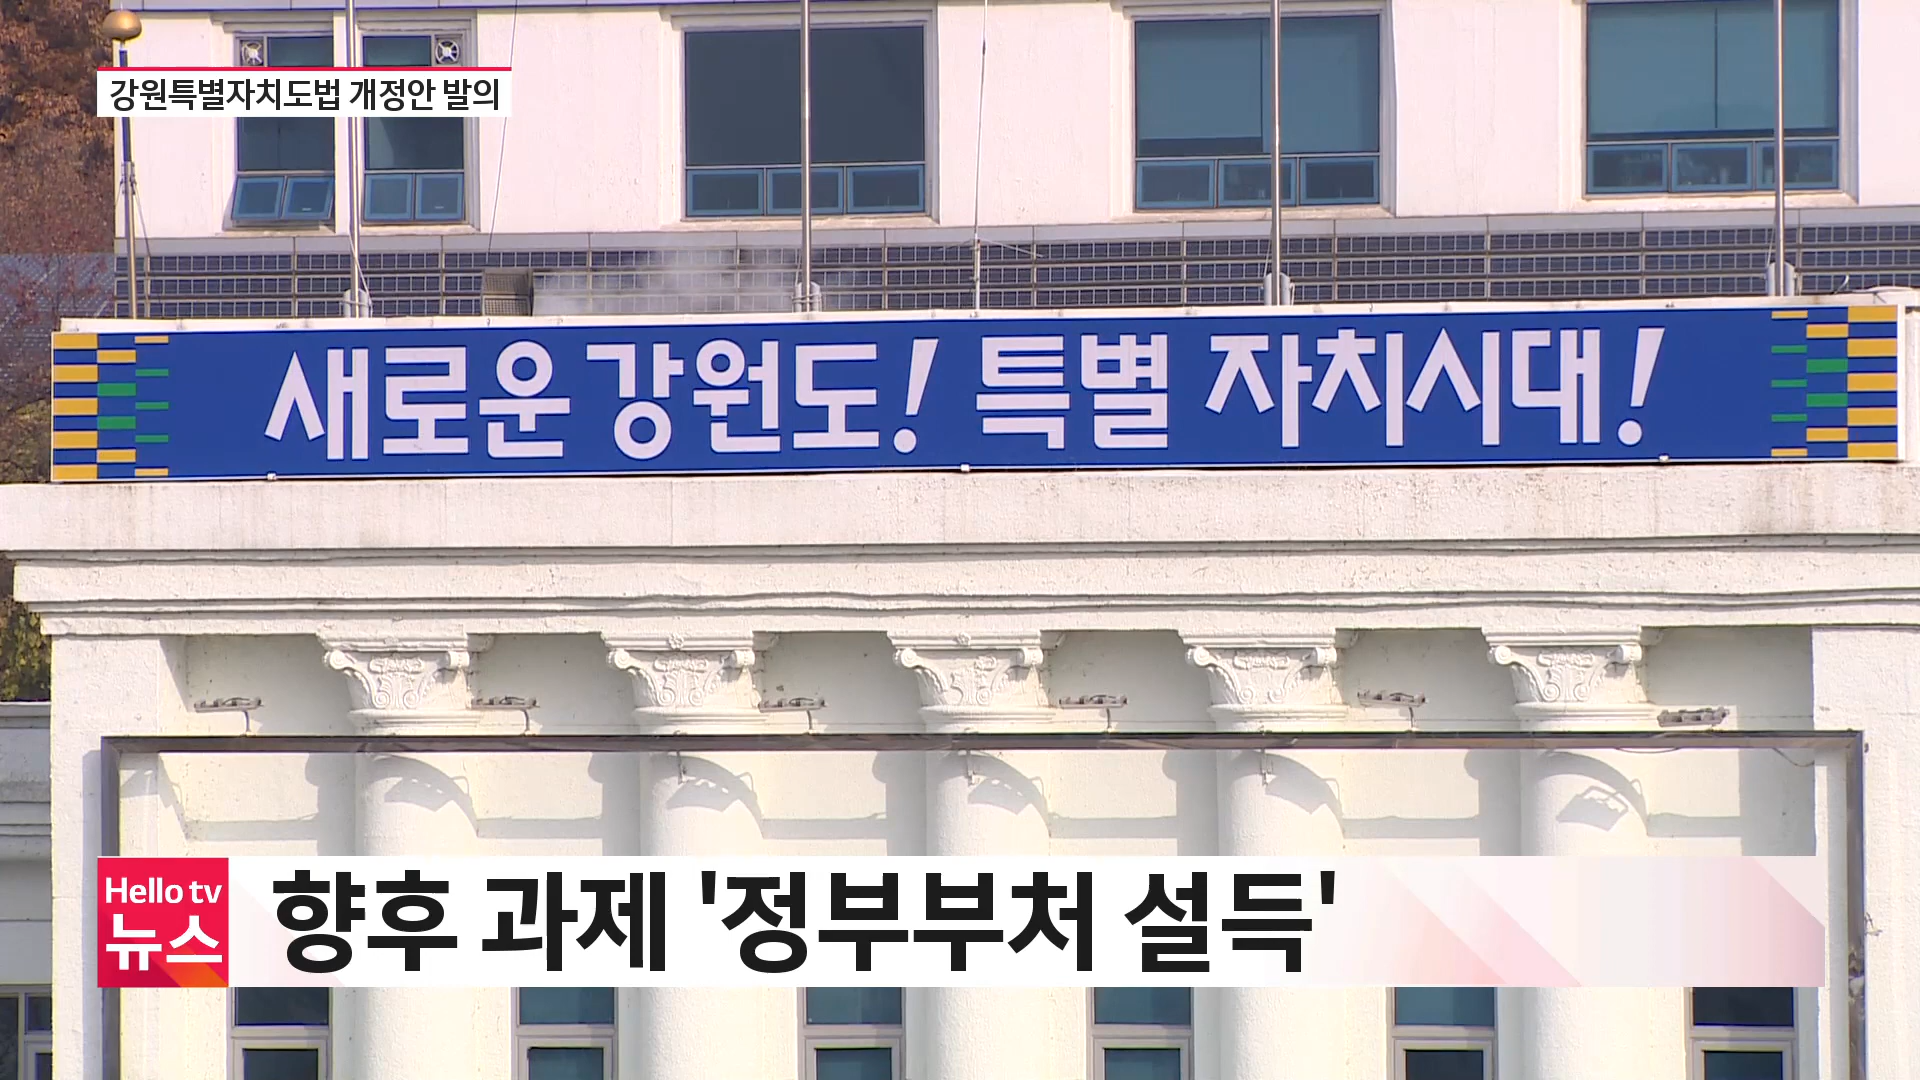 강원특별자치도법 개정안 발의
새로운 강원도! 특별 자치시대!
Hello tv
뉴스
향후 과제 '정부부처 설득'